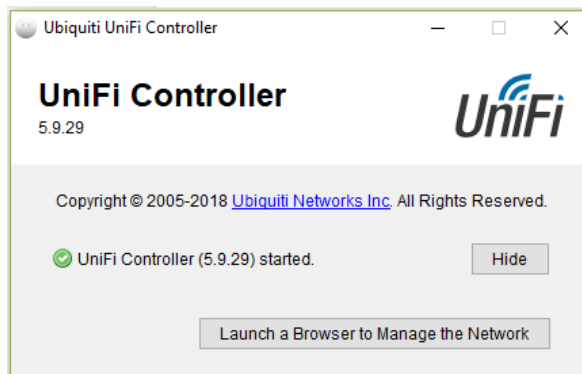 Ubiquiti UniFi Controller
UniFi Controller
UniFi
5.9.29
Copyright © 2005-2018 Ubiquiti Networks Inc. All Rights Reserved.
UniFi Controller (5.9.29) started.
Hide
Launch a Browser to Manage the Network